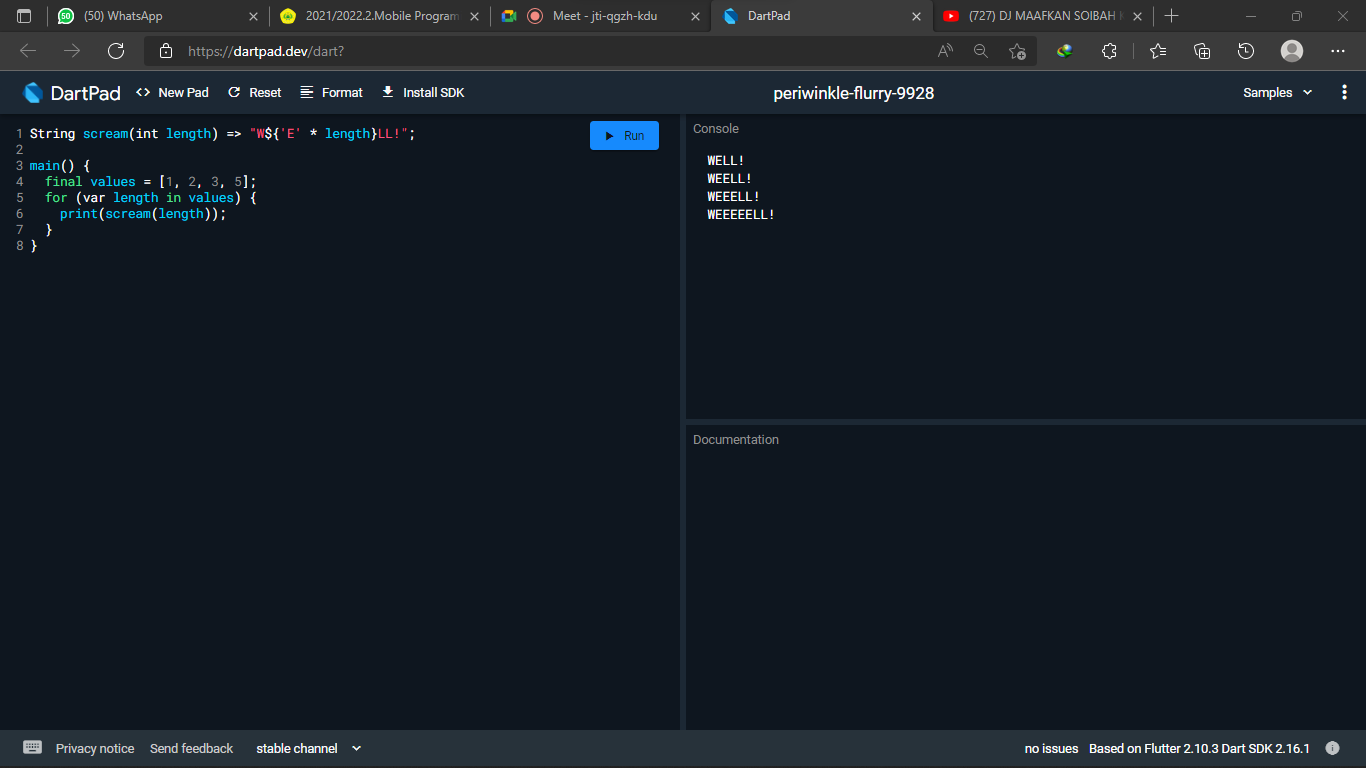 (50) WhatsApp
2021/2022.2.Mobile Program
Meet - jti-qgzh-kdu
DartPad
(727) DJ MAAFKAN SOIBAH K
https://dartpad.dev/dart?
DartPad
<> New Pad
Reset
Format
Install SDK
periwinkle-flurry-9928
Samples
1 String scream(int length) => "W${'E' * length}LL!";
2
3 main() {
4   final values = [1, 2, 3, 5];
5   for (var length in values) {
6     print(scream(length));
7   }
8 }
Run
Console
WELL!
WEELL!
WEEELL!
WEEEEELL!
Documentation
Privacy notice
Send feedback
stable channel
no issues
Based on Flutter 2.10.3 Dart SDK 2.16.1